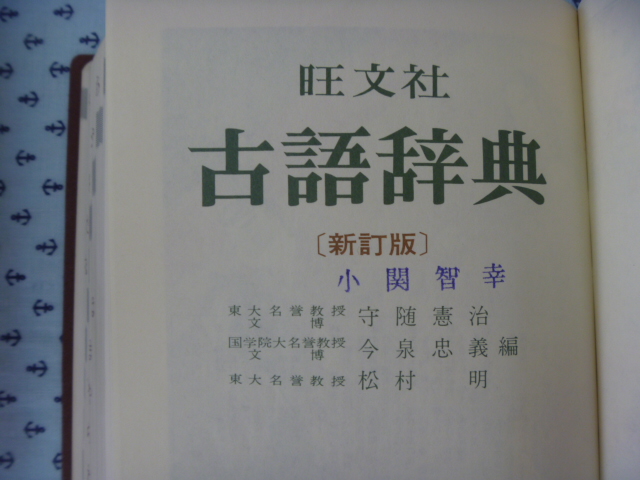 旺文社
古語辞典
〔新訂版〕
小関智幸
東大名誉教授
文博 守随憲治
国学院大名誉教授
文博 今泉忠義編
東大名誉教授 松村明